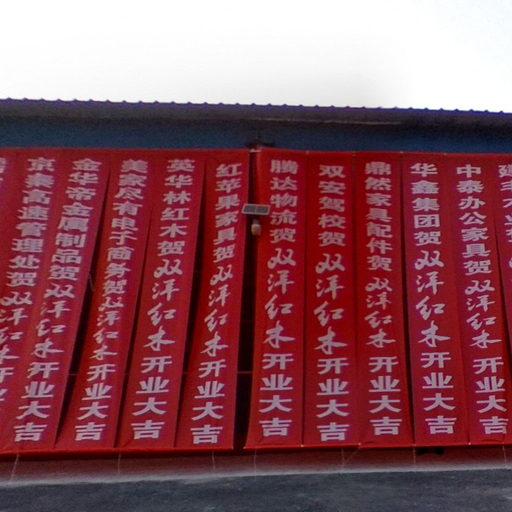 京秦高速管理处贺双洋红木开业大吉
金华帝金属制品贺双洋红木开业大吉
美家辰有电子商务贺双洋红木开业大吉
英华林红木贺双洋红木开业大吉
红苹果家具贺双洋红木开业大吉
腾达物流贺双洋红木开业大吉
双安驾校贺双洋红木开业大吉
鼎然家具配件贺双洋红木开业大吉
华鑫集团贺双洋红木开业大吉
中泰办公家具贺双洋红木开业大吉